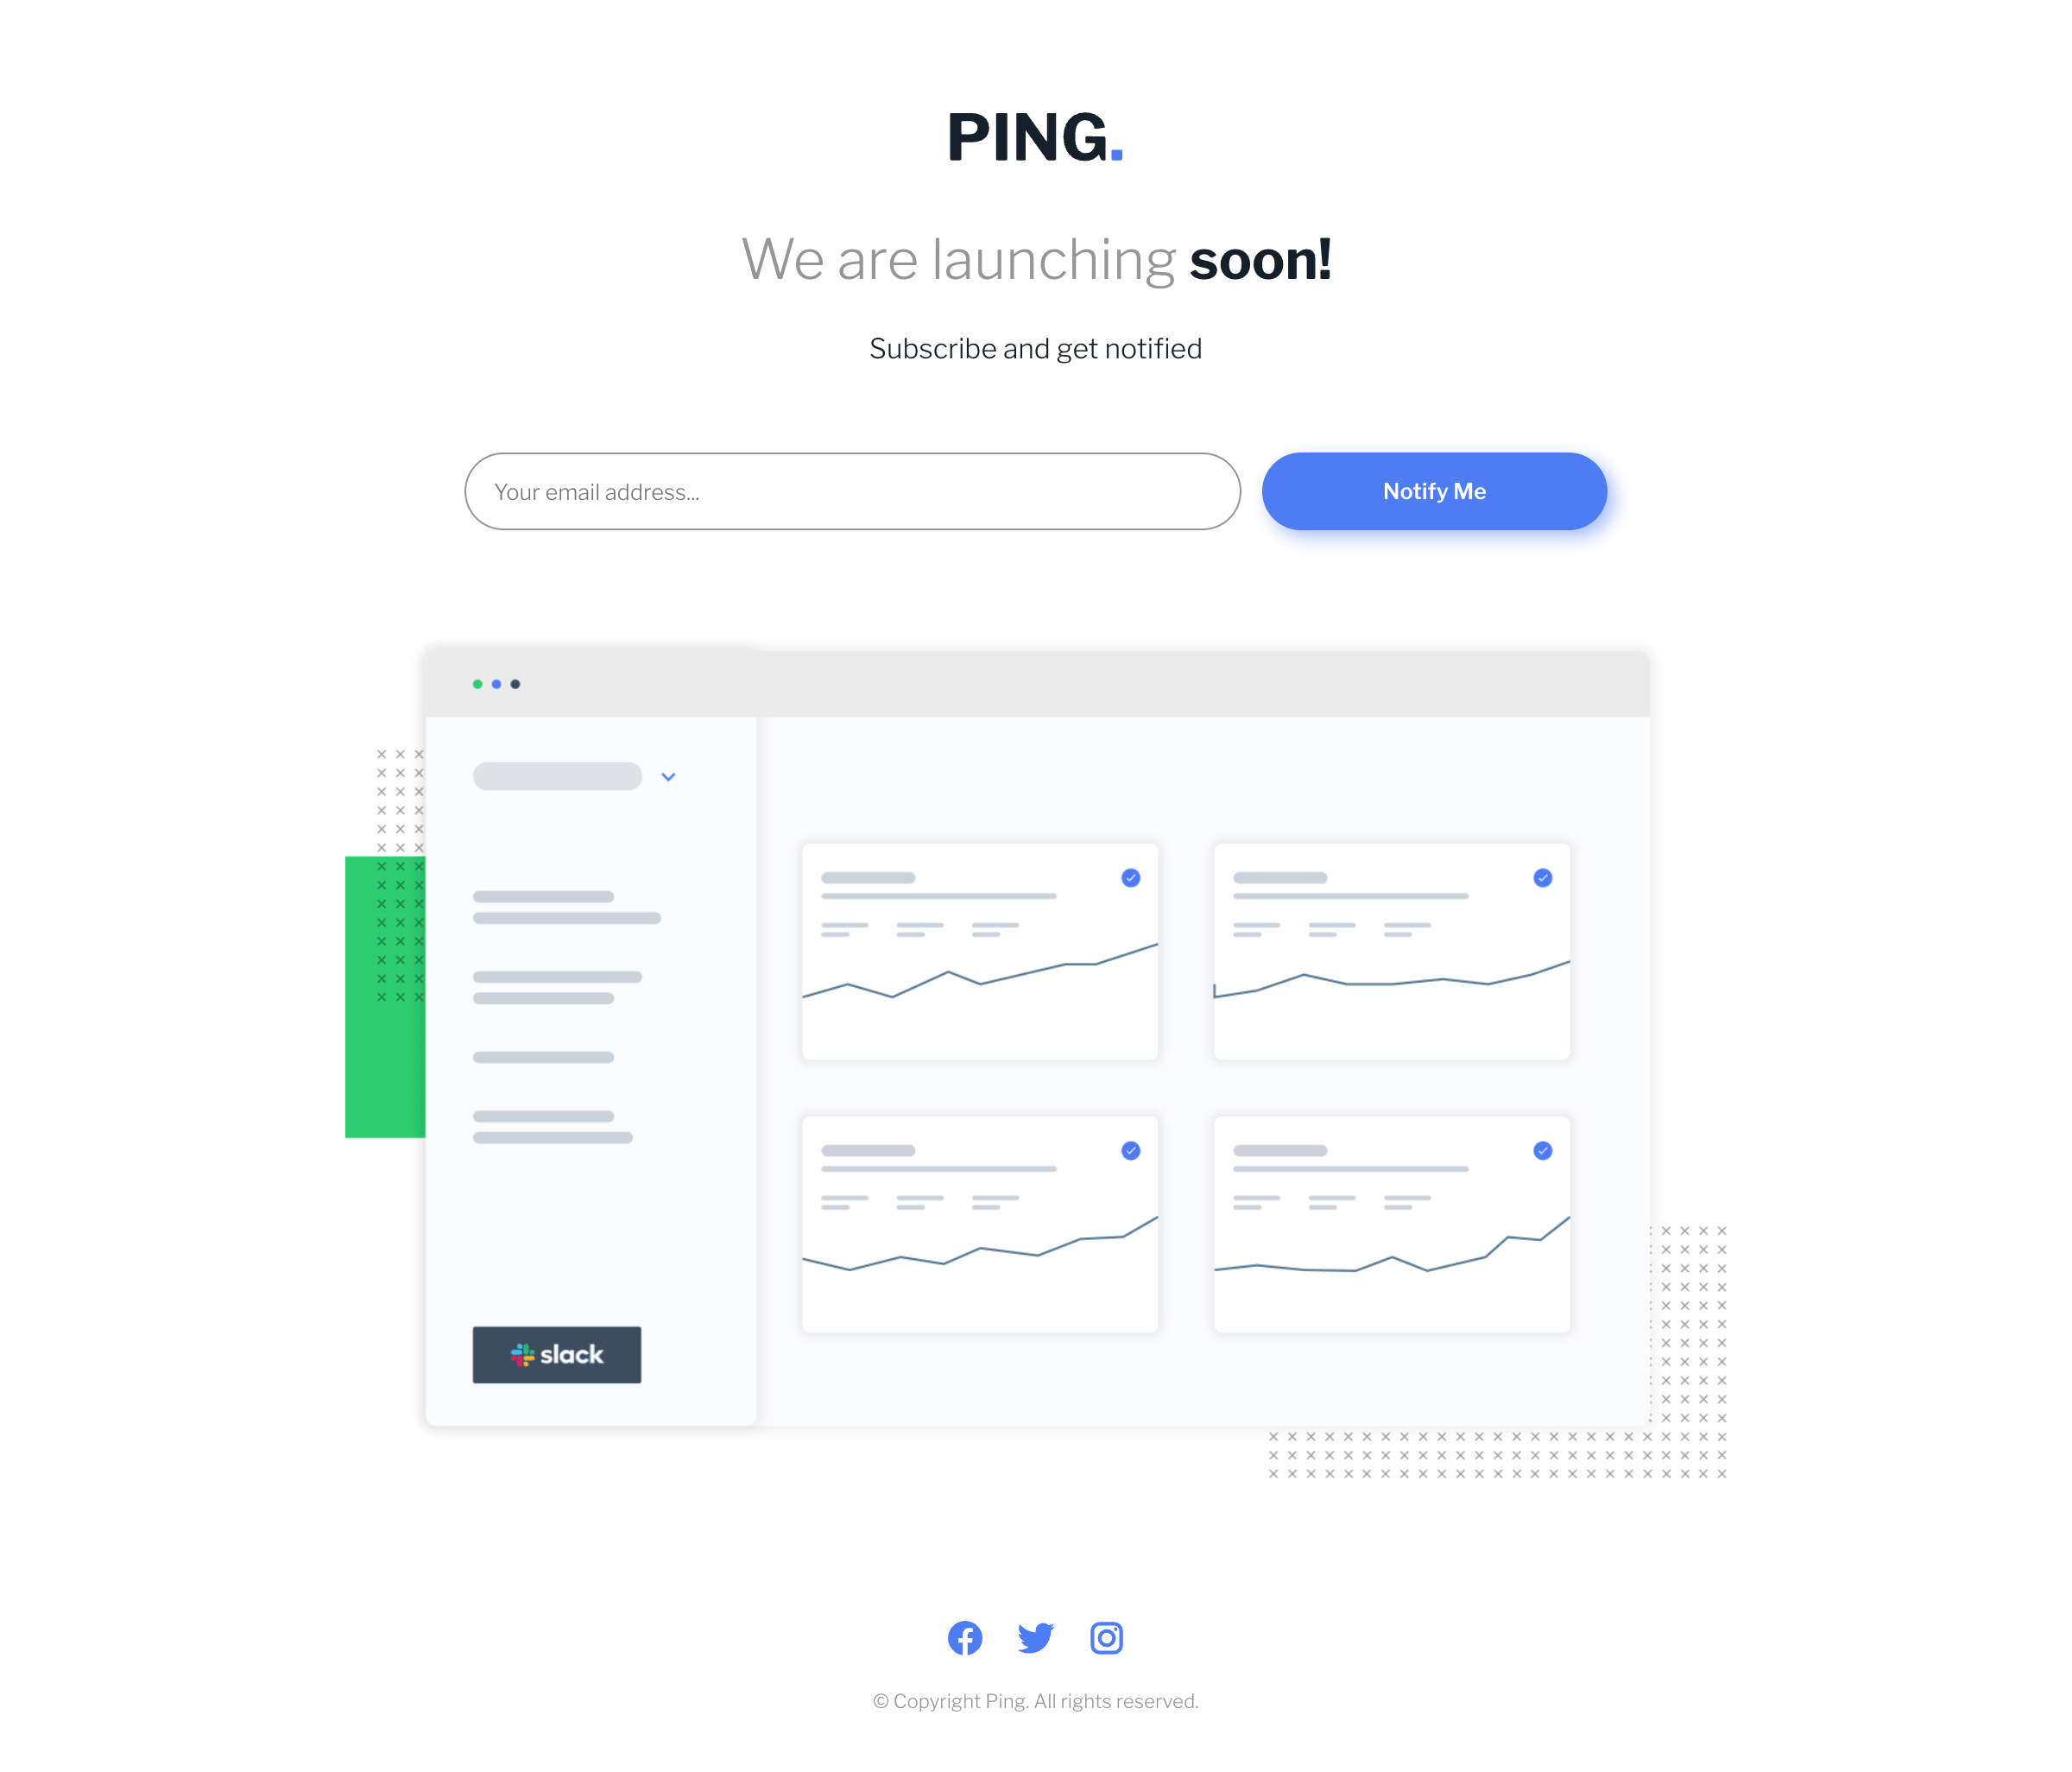 PING.
We are launching soon!
Subscribe and get notified
Your email address...
Notify Me
slack
© Copyright Ping. All rights reserved.